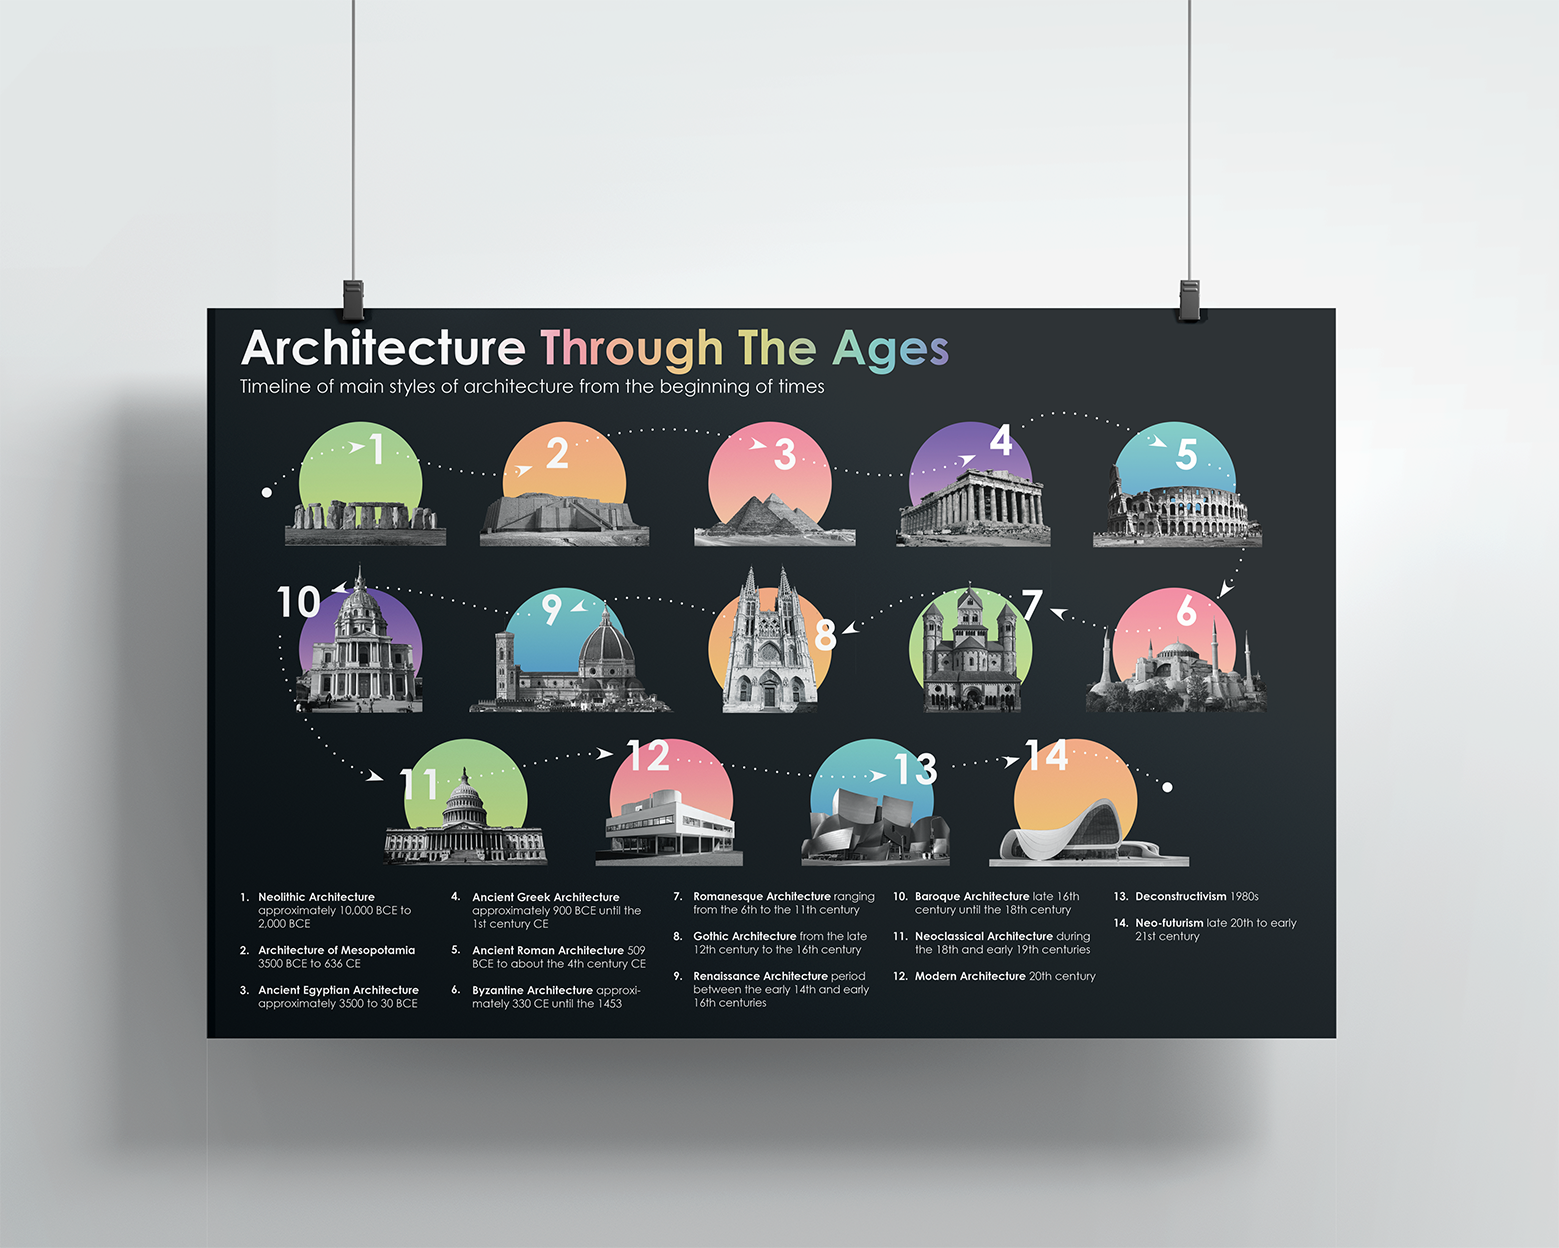 Architecture Through The Ages
Timeline of main styles of architecture from the beginning of times
1
2
3
4
5
10
9
8
7
6
11
12
13
14
1. Neolithic Architecture
approximately 10,000 BCE to
2,000 BCE
2. Architecture of Mesopotamia
3500 BCE to 636 CE
3. Ancient Egyptian Architecture
approximately 3500 to 30 BCE
4. Ancient Greek Architecture
approximately 900 BCE until the
1st century CE
5. Ancient Roman Architecture 509
BCE to about the 4th century CE
6. Byzantine Architecture approxi-
mately 330 CE until the 1453
7. Romanesque Architecture ranging
from the 6th to the 11th century
8. Gothic Architecture from the late
12th century to the 16th century
9. Renaissance Architecture period
between the early 14th and early
16th centuries
10. Baroque Architecture late 16th
century until the 18th century
11. Neoclassical Architecture during
the 18th and early 19th centuries
12. Modern Architecture 20th century
13. Deconstructivism 1980s
14. Neo-futurism late 20th to early
21st century